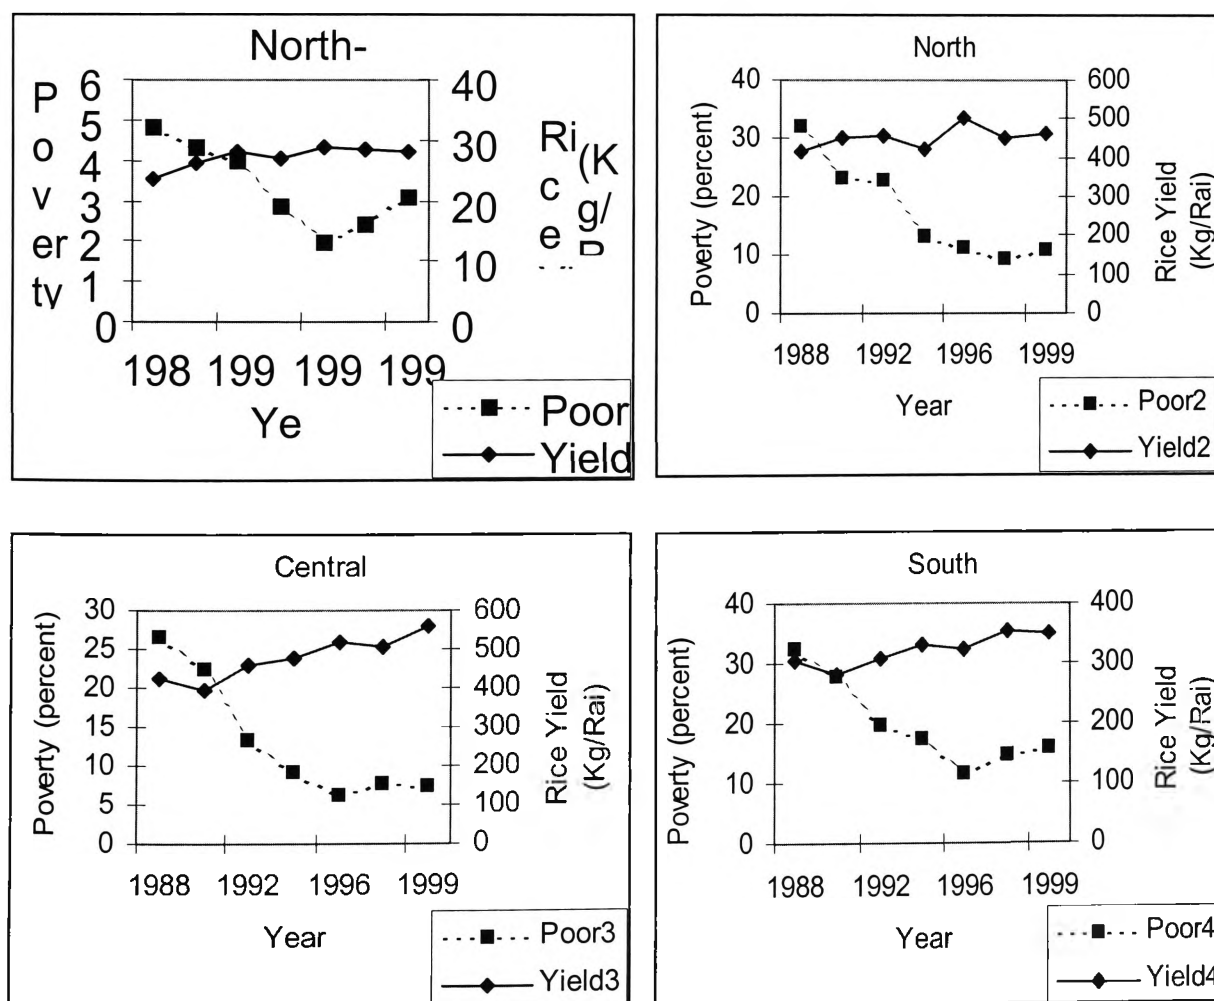 North-
P
o
v
erty
6
5
4
3
2
1
0
40
30
20
10
0
Ri
c
e
(K
g/
198 199 199 199
Ye
Poor
Yield
North
Poverty (percent)
40
30
20
10
0
600
500
400
300
200
100
0
Rice Yield
(Kg/Rai)
1988 1992 1996 1999
Year
Poor2
Yield2
Central
Poverty (percent)
30
25
20
15
10
5
0
600
500
400
300
200
100
0
Rice Yield
(Kg/Rai)
1988 1992 1996 1999
Year
Poor3
Yield3
South
Poverty (percent)
40
30
20
10
0
400
300
200
100
0
Rice Yield
(Kg/Rai)
1988 1992 1996 1999
Year
Poor4
Yield4